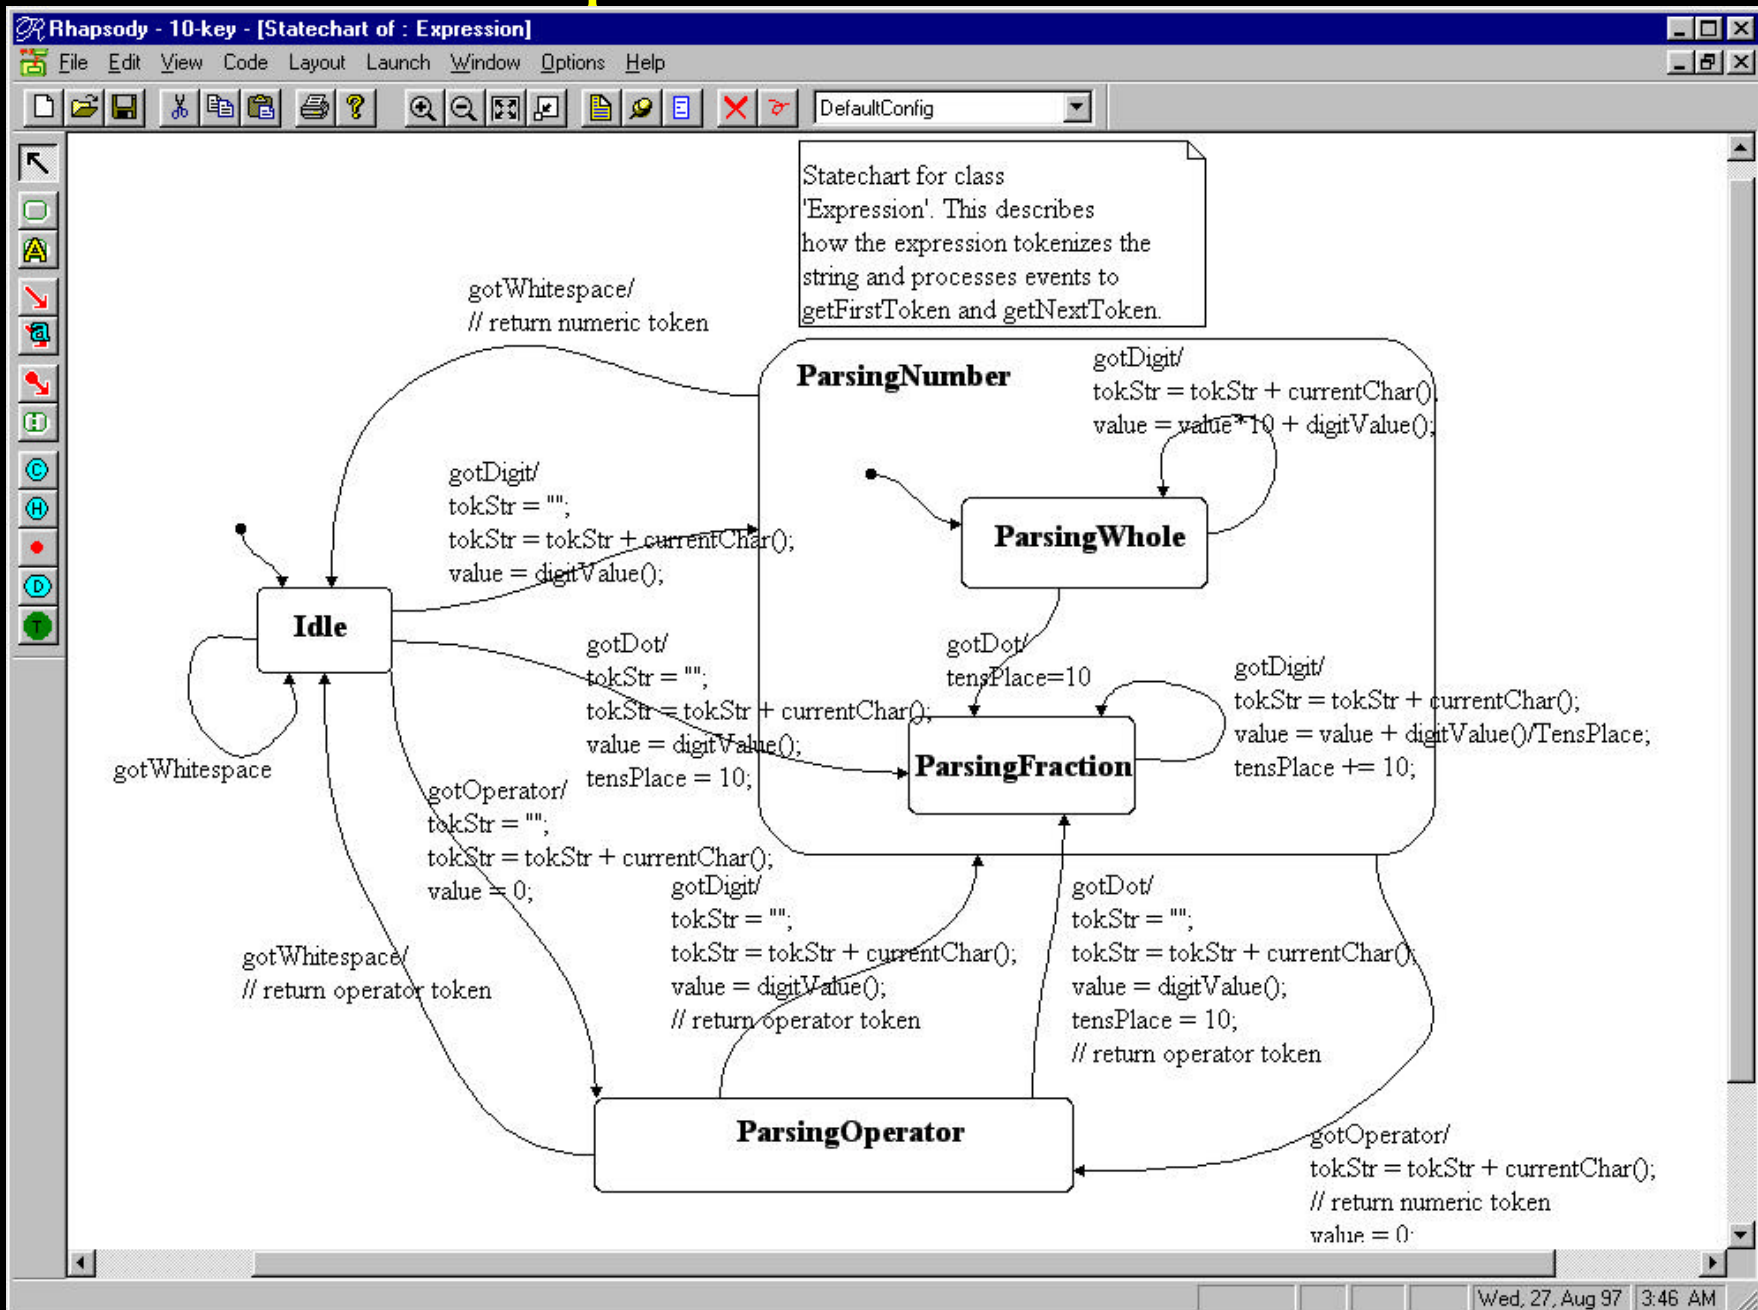 Rhapsody - 10-key - [Statechart of : Expression]
File Edit View Code Layout Launch Window Options Help
DefaultConfig
Statechart for class
'Expression'. This describes
how the expression tokenizes the
string and processes events to
getFirstToken and getNextToken.
gotWhitespace/
// return numeric token
ParsingNumber
gotDigit/
tokStr = tokStr + currentChar();
value = value*10 + digitValue();
gotDigit/
tokStr = "";
tokStr = tokStr + currentChar();
value = digitValue();
ParsingWhole
Idle
gotDot/
tokStr = "";
tokStr = tokStr + currentChar();
value = digitValue();
tensPlace = 10;
gotDot/
tensPlace=10
gotDigit/
tokStr = tokStr + currentChar();
value = value + digitValue()/TensPlace;
tensPlace += 10;
ParsingFraction
gotWhitespace
gotOperator/
tokStr = "";
tokStr = tokStr + currentChar();
value = 0;
gotDigit/
tokStr = "";
tokStr = tokStr + currentChar();
value = digitValue();
// return operator token
gotDot/
tokStr = "";
tokStr = tokStr + currentChar();
value = digitValue();
tensPlace = 10;
// return operator token
gotWhitespace/
// return operator token
ParsingOperator
gotOperator/
tokStr = tokStr + currentChar();
// return numeric token
value = 0;
Wed, 27, Aug 97 3:46 AM